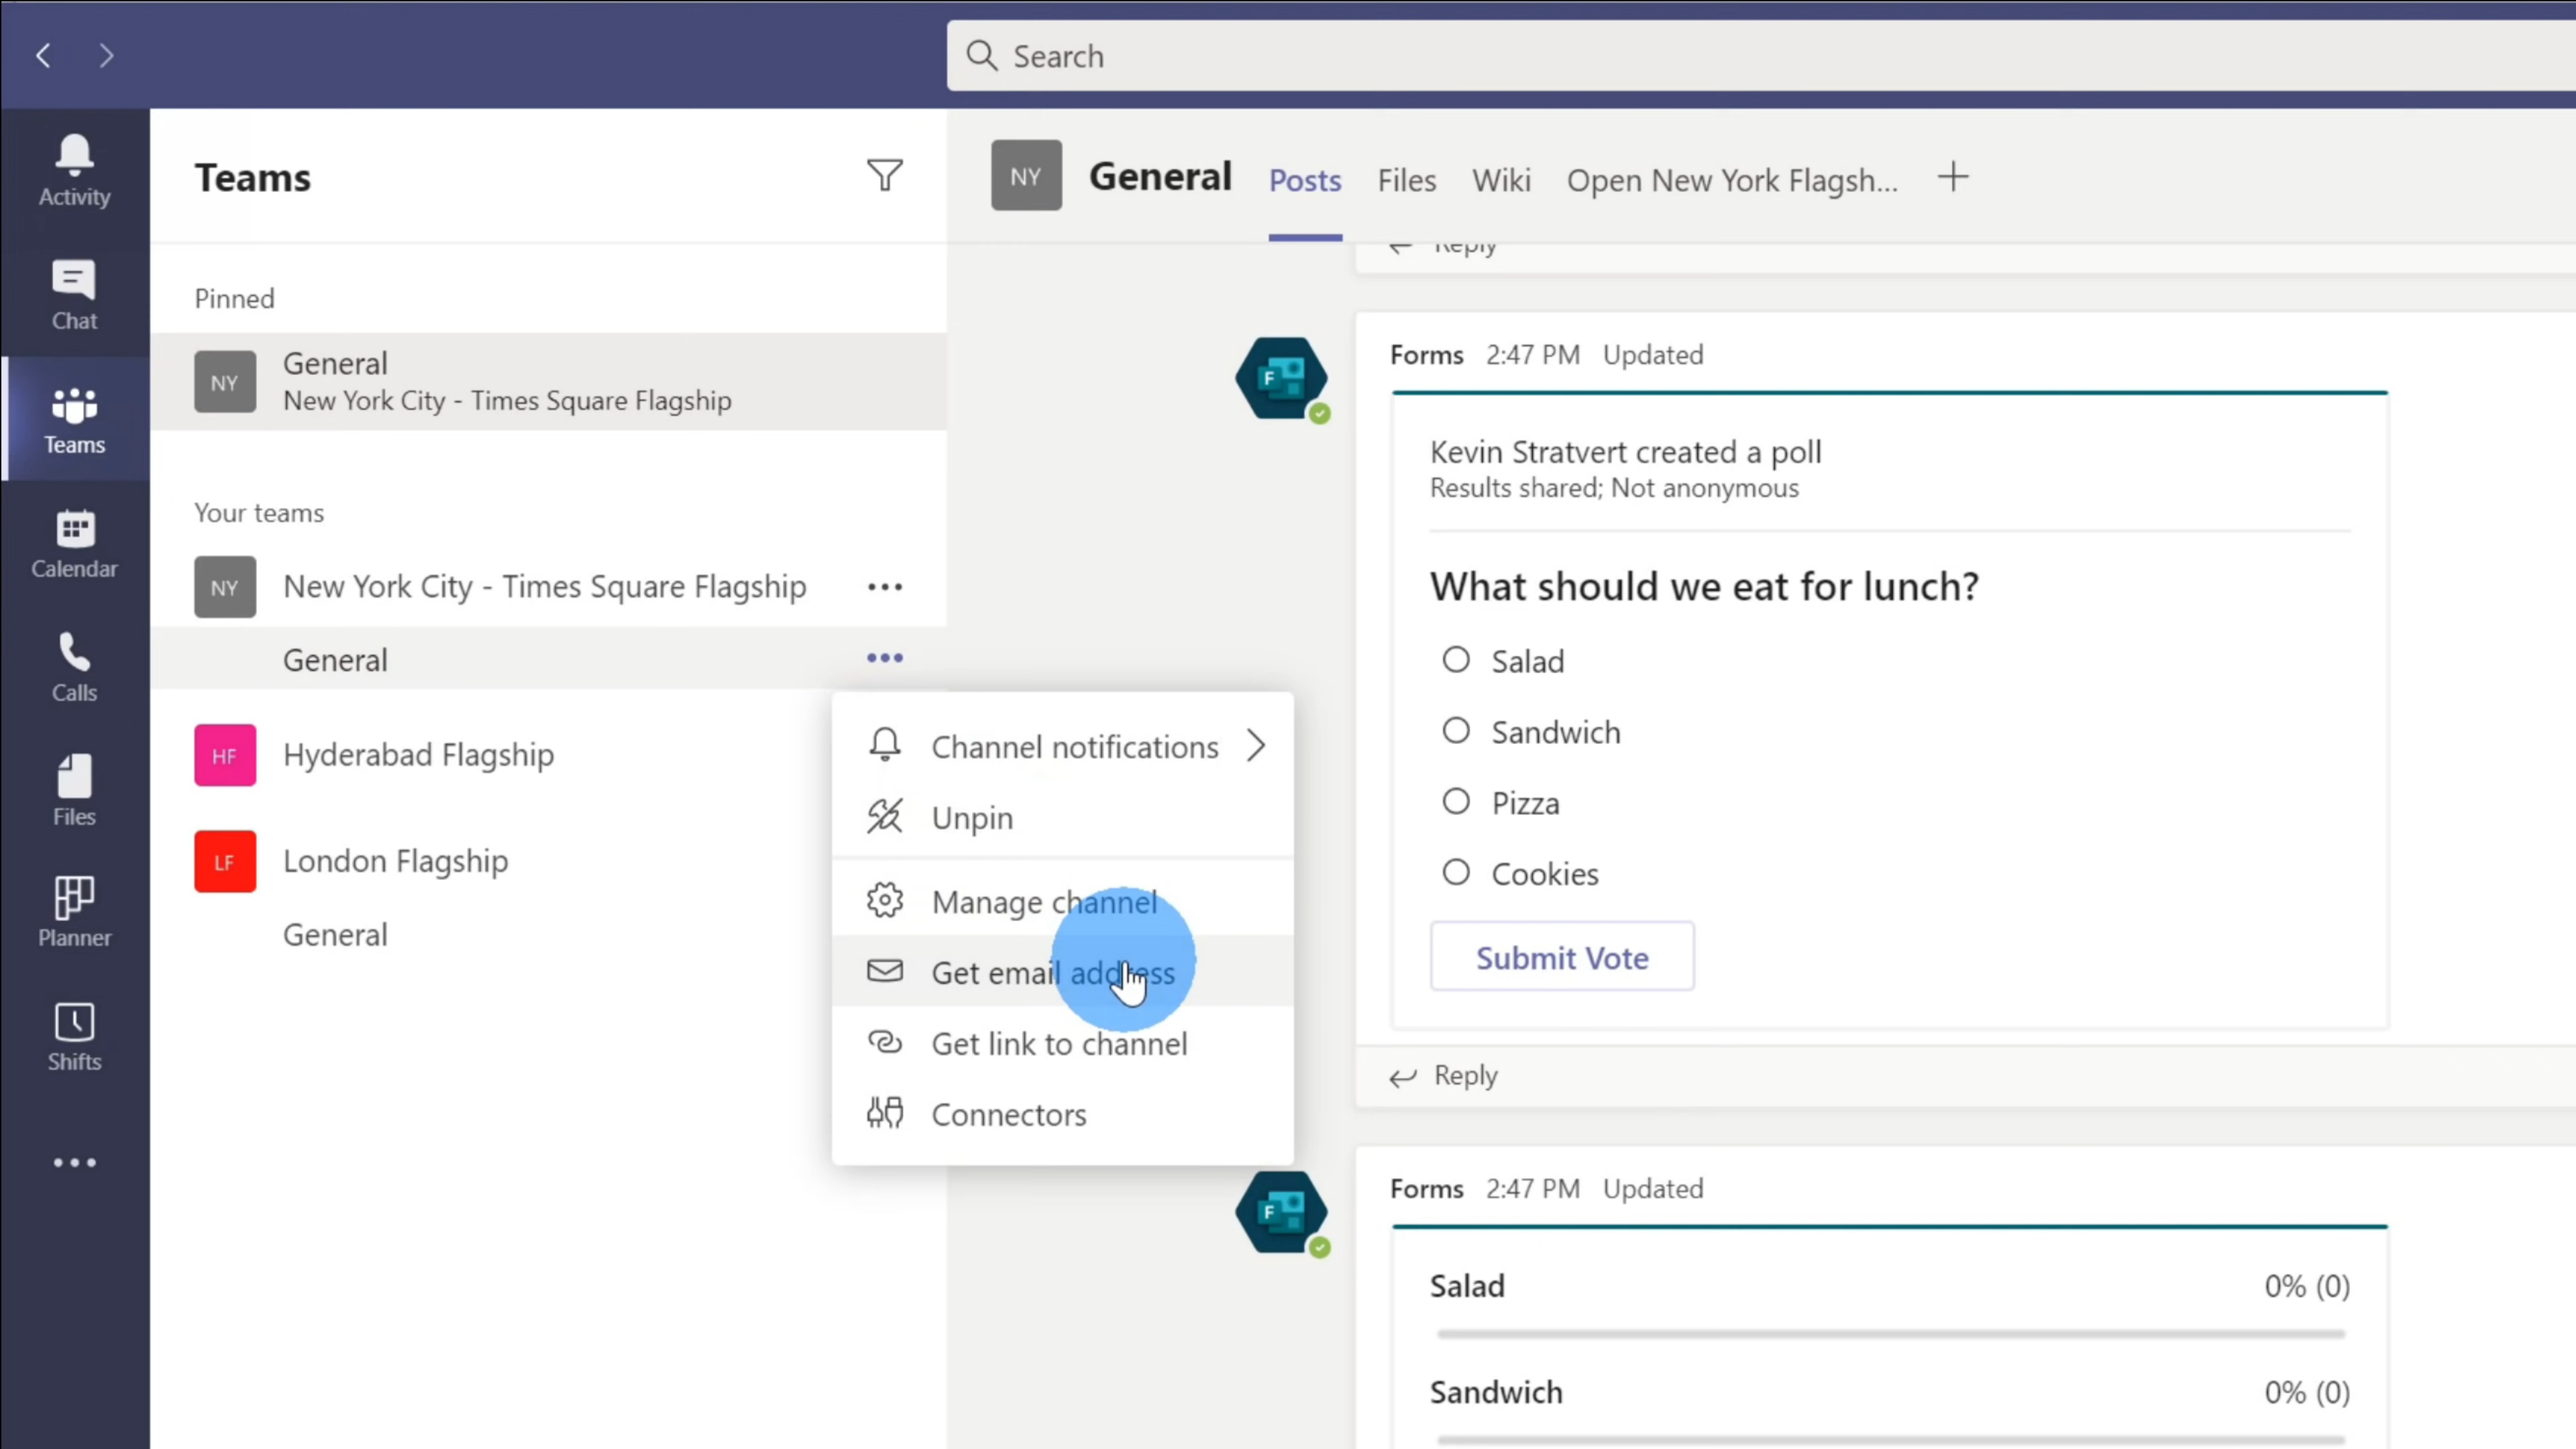 Search
Activity
Chat
Teams
Calendar
Calls
Files
Planner
Shifts
Teams
Pinned
NY
General
New York City - Times Square Flagship
Your teams
NY
New York City - Times Square Flagship
General
HF
Hyderabad Flagship
LF
London Flagship
General
Channel notifications
Unpin
Manage channel
Get email address
Get link to channel
Connectors
NY
General
Posts
Files
Wiki
Open New York Flagsh...
Reply
F
Forms 2:47 PM Updated
Kevin Stratvert created a poll
Results shared; Not anonymous
What should we eat for lunch?
Salad
Sandwich
Pizza
Cookies
Submit Vote
Reply
F
Forms 2:47 PM Updated
Salad 0% (0)
Sandwich 0% (0)